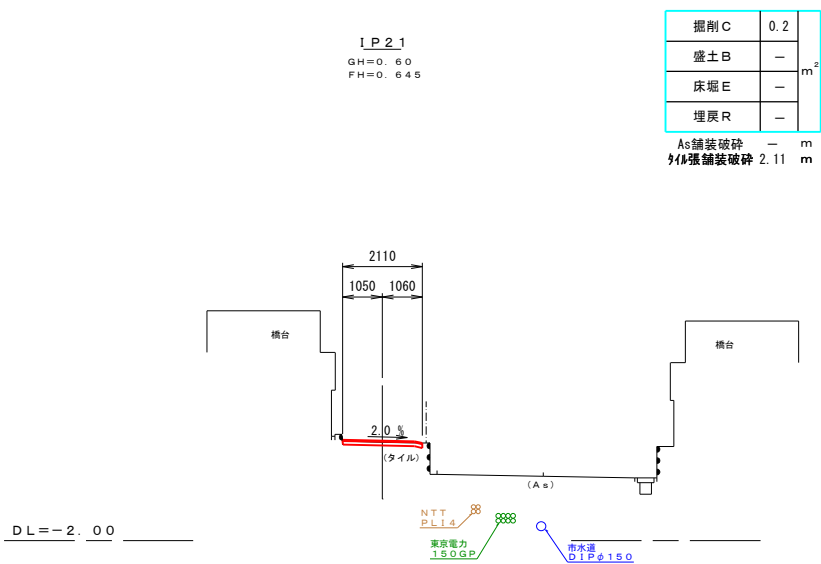 IP21
GH=0.60
FH=0.645
掘削C 0.2
盛土B －
床堀E －
埋戻R －
m²
As舗装破砕 － m
ﾀｲﾙ張舗装破砕 2.11 m
2110
1050 1060
橋台
橋台
2.0 %
(タイル)
(As)
DL=-2.00
NTT
PLI4
東京電力
150GP
市水道
DIPφ150